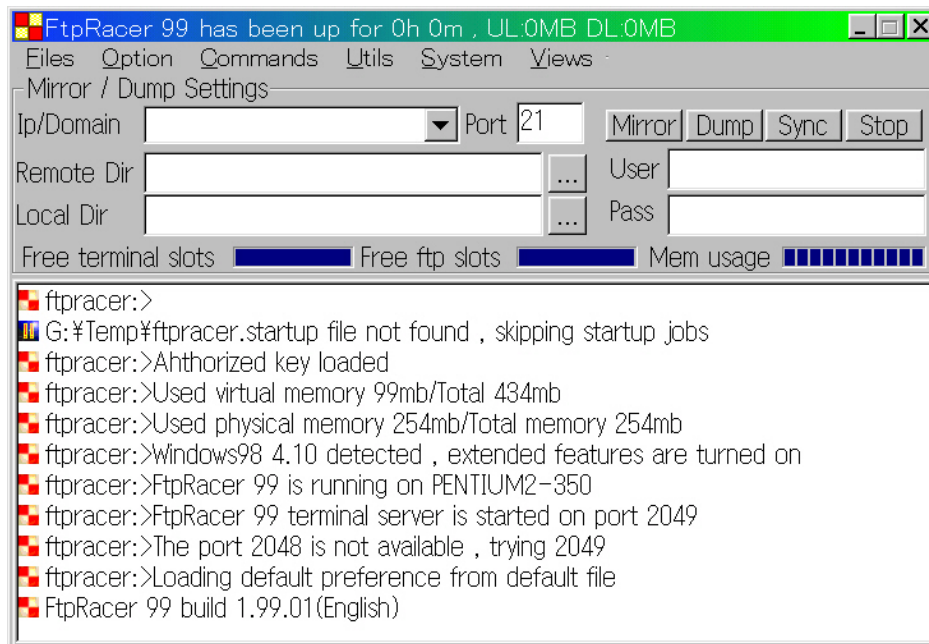 FtpRacer 99 has been up for 0h 0m , UL:0MB DL:0MB
Files Option Commands Utils System Views
Mirror / Dump Settings
Ip/Domain Port 21 Mirror Dump Sync Stop
Remote Dir ... User
Local Dir ... Pass
Free terminal slots Free ftp slots Mem usage
ftpracer:>
G:¥Temp¥ftpracer.startup file not found , skipping startup jobs
ftpracer:>Ahthorized key loaded
ftpracer:>Used virtual memory 99mb/Total 434mb
ftpracer:>Used physical memory 254mb/Total memory 254mb
ftpracer:>Windows98 4.10 detected , extended features are turned on
ftpracer:>FtpRacer 99 is running on PENTIUM2-350
ftpracer:>FtpRacer 99 terminal server is started on port 2049
ftpracer:>The port 2048 is not available , trying 2049
ftpracer:>Loading default preference from default file
FtpRacer 99 build 1.99.01(English)